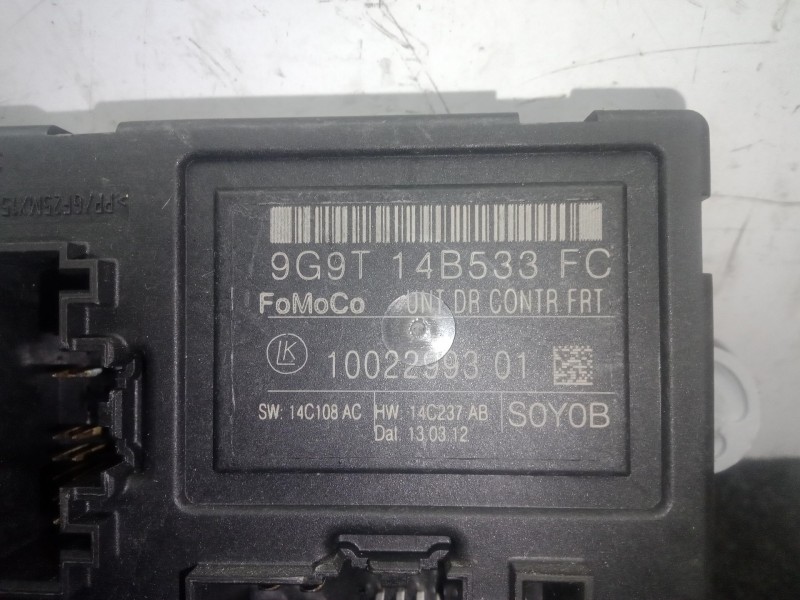 9G9T 14B533 FC
FoMoCo UNT DR CONTR FRT
LK 10022993 01
SW: 14C108 AC HW: 14C237 AB S0Y0B
Dat. 13.03.12